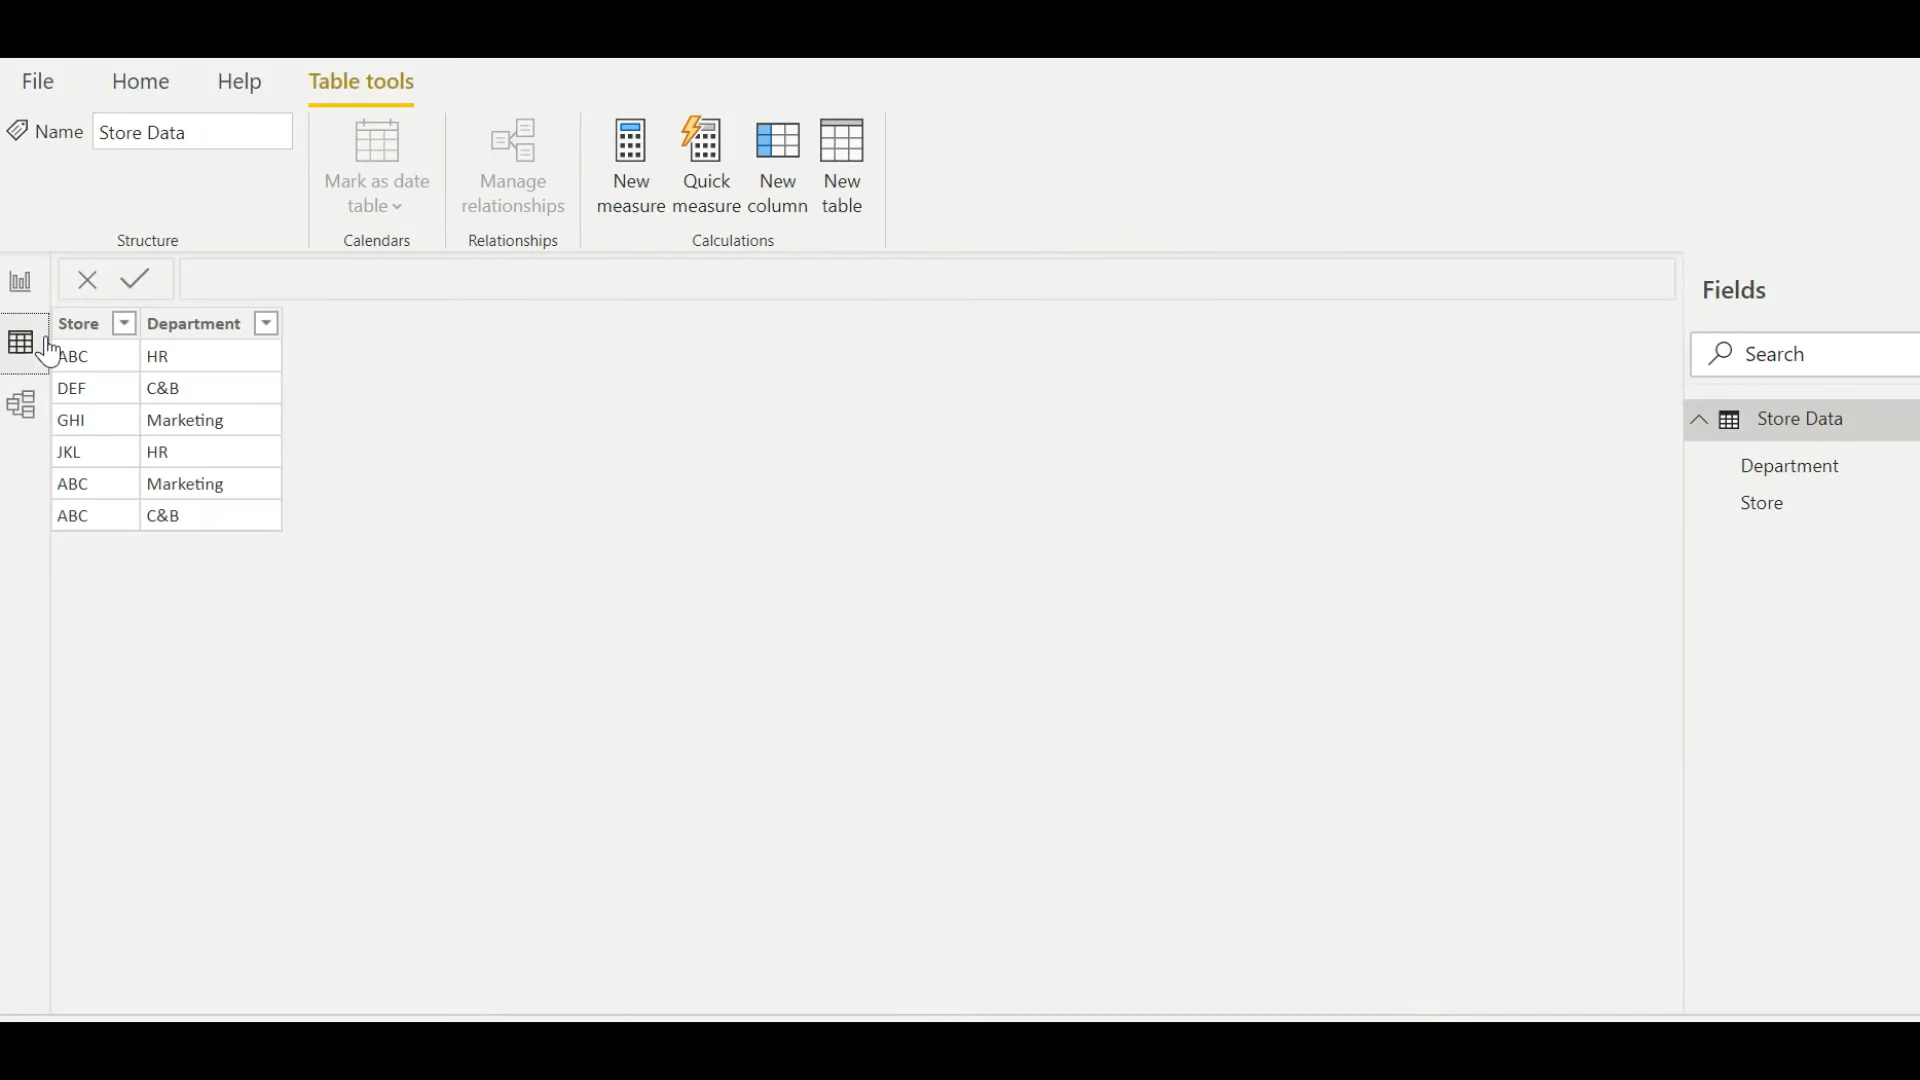 File Home Help Table tools
Name Store Data
Mark as date
table
Manage
relationships
New
measure
Quick
measure
New
column
New
table
Structure Calendars Relationships Calculations
Fields
Search
Store Data
Department
Store
Store Department
ABC HR
DEF C&B
GHI Marketing
JKL HR
ABC Marketing
ABC C&B